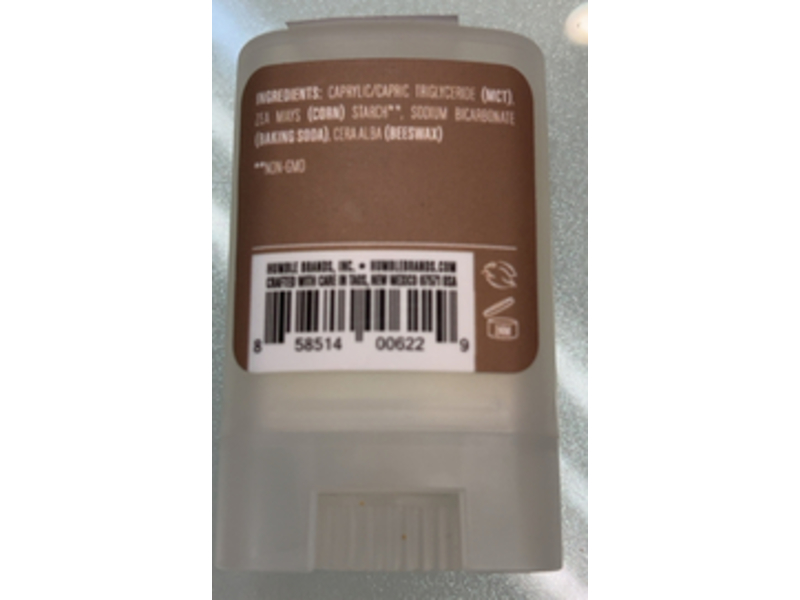 INGREDIENTS: CAPRYLIC/CAPRIC TRIGLYCERIDE (MCT),
ZEA MAYS (CORN) STARCH**, SODIUM BICARBONATE
(BAKING SODA), CERA ALBA (BEESWAX)
**NON-GMO
HUMBLE BRANDS, INC. • HUMBLEBRANDS.COM
CRAFTED WITH CARE IN TAOS, NEW MEXICO 87571 USA
8 58514 00622 9